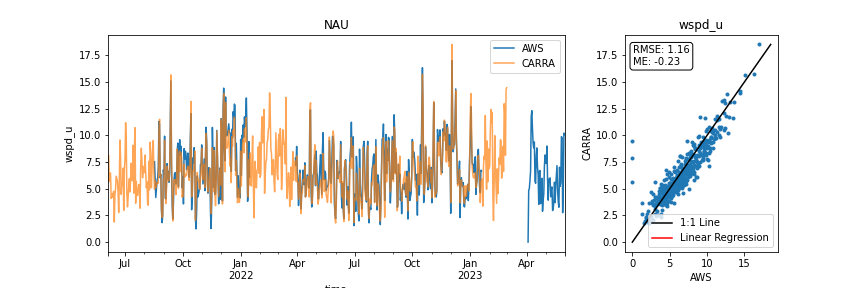 NAU
wspd_u
17.5
15.0
12.5
10.0
7.5
5.0
2.5
0.0
wspd_u
AWS
CARRA
Jul
Oct
Jan
2022
Apr
Jul
Oct
Jan
2023
Apr
time
wspd_u
17.5
15.0
12.5
10.0
7.5
5.0
2.5
0.0
CARRA
RMSE: 1.16
ME: -0.23
1:1 Line
Linear Regression
0
5
10
15
AWS